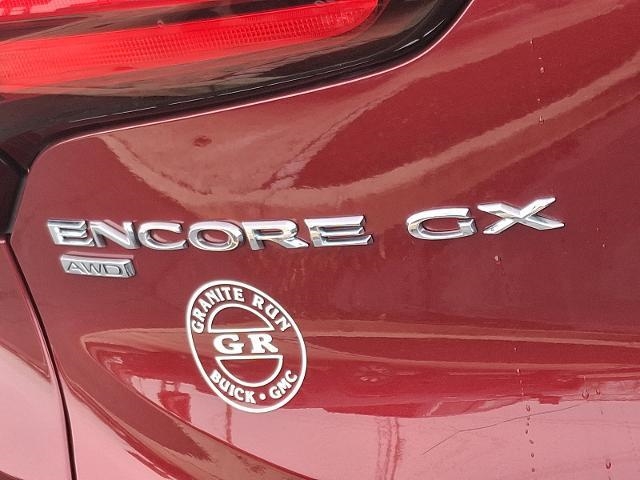 ENCORE GX
AWD
GRANITE RUN
GR
BUICK • GMC